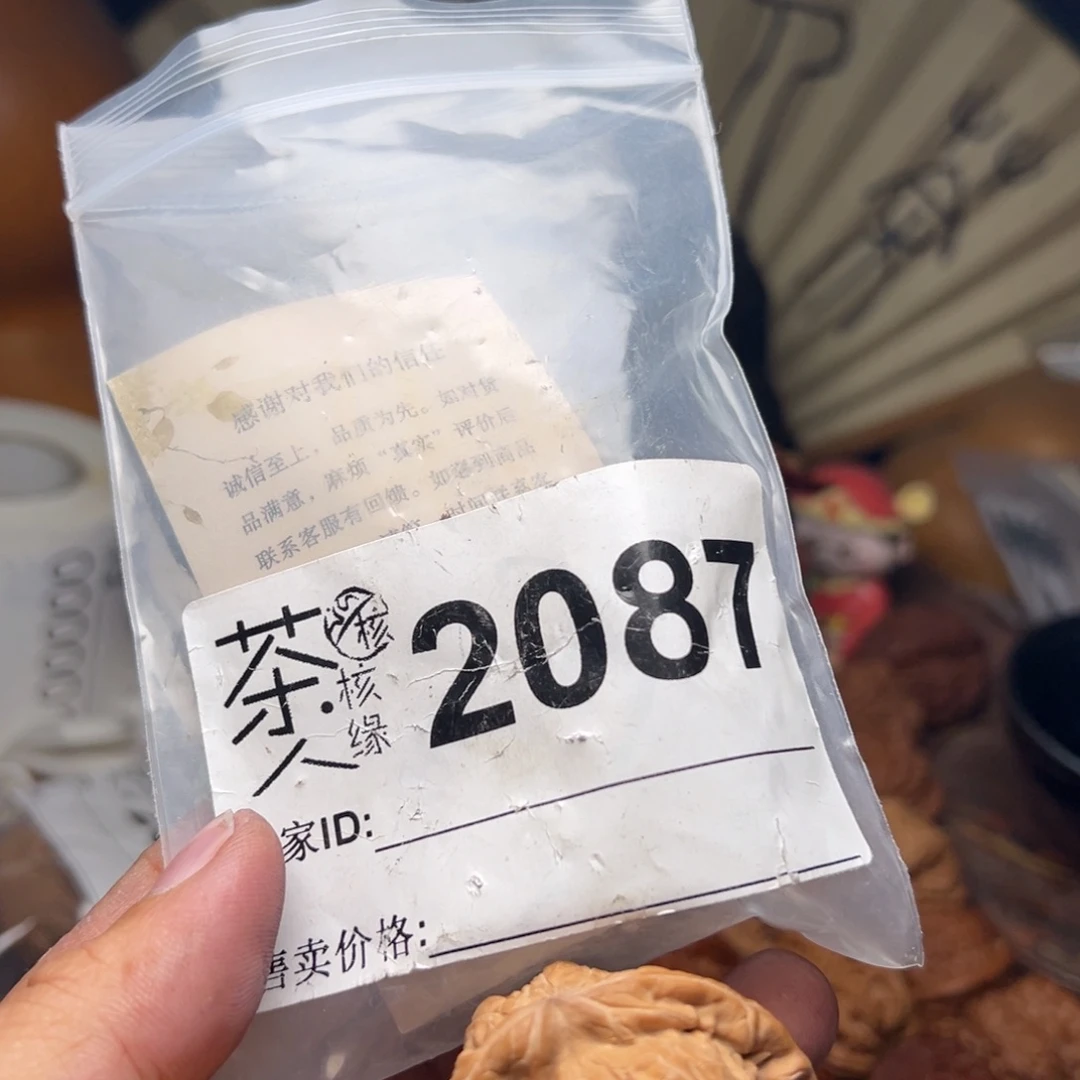 感谢对我们的信任
诚信至上，品质为先。如对货
品满意，麻烦“真实”评价后
联系客服有回馈。如遇到商品
茶人
核
核缘
2087
家ID:
售卖价格: